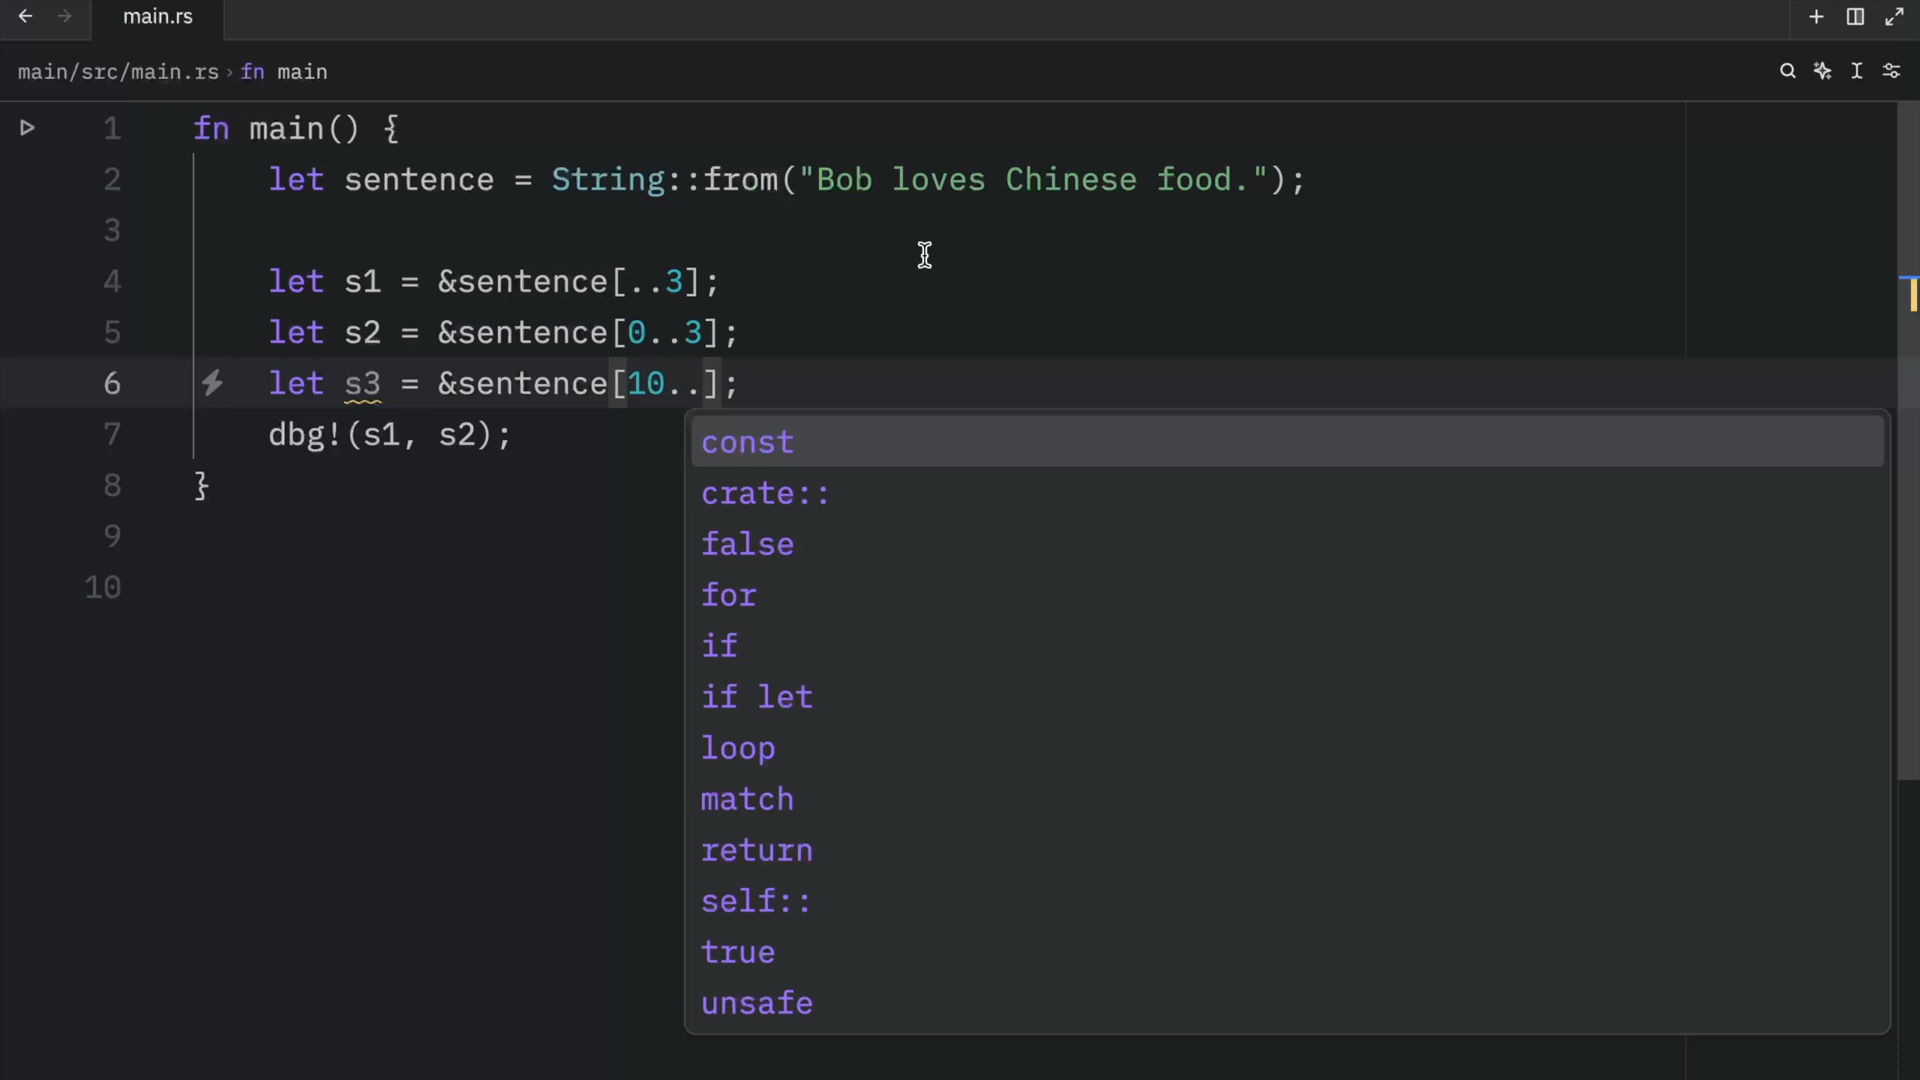 main.rs
main/src/main.rs › fn main
1 fn main() {
2 let sentence = String::from("Bob loves Chinese food.");
3
4 let s1 = &sentence[..3];
5 let s2 = &sentence[0..3];
6 let s3 = &sentence[10..];
7 dbg!(s1, s2);
8 }
9
10
const
crate::
false
for
if
if let
loop
match
return
self::
true
unsafe